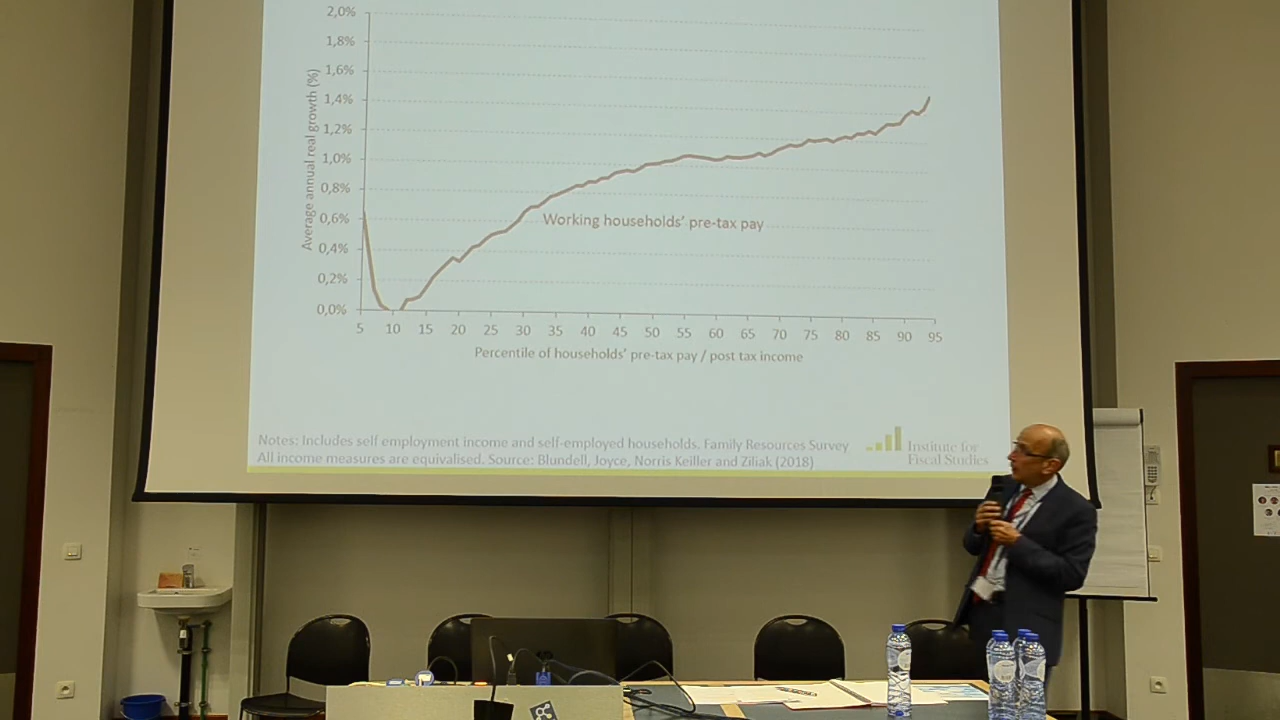 2,0%
1,8%
1,6%
1,4%
1,2%
1,0%
0,8%
0,6%
0,4%
0,2%
0,0%
Average annual real growth (%)
Working households' pre-tax pay
5 10 15 20 25 30 35 40 45 50 55 60 65 70 75 80 85 90 95
Percentile of households' pre-tax pay / post tax income
Notes: Includes self employment income and self-employed households. Family Resources Survey
All income measures are equivalised. Source: Blundell, Joyce, Norris Keiller and Ziliak (2018)
Institute for
Fiscal Studies